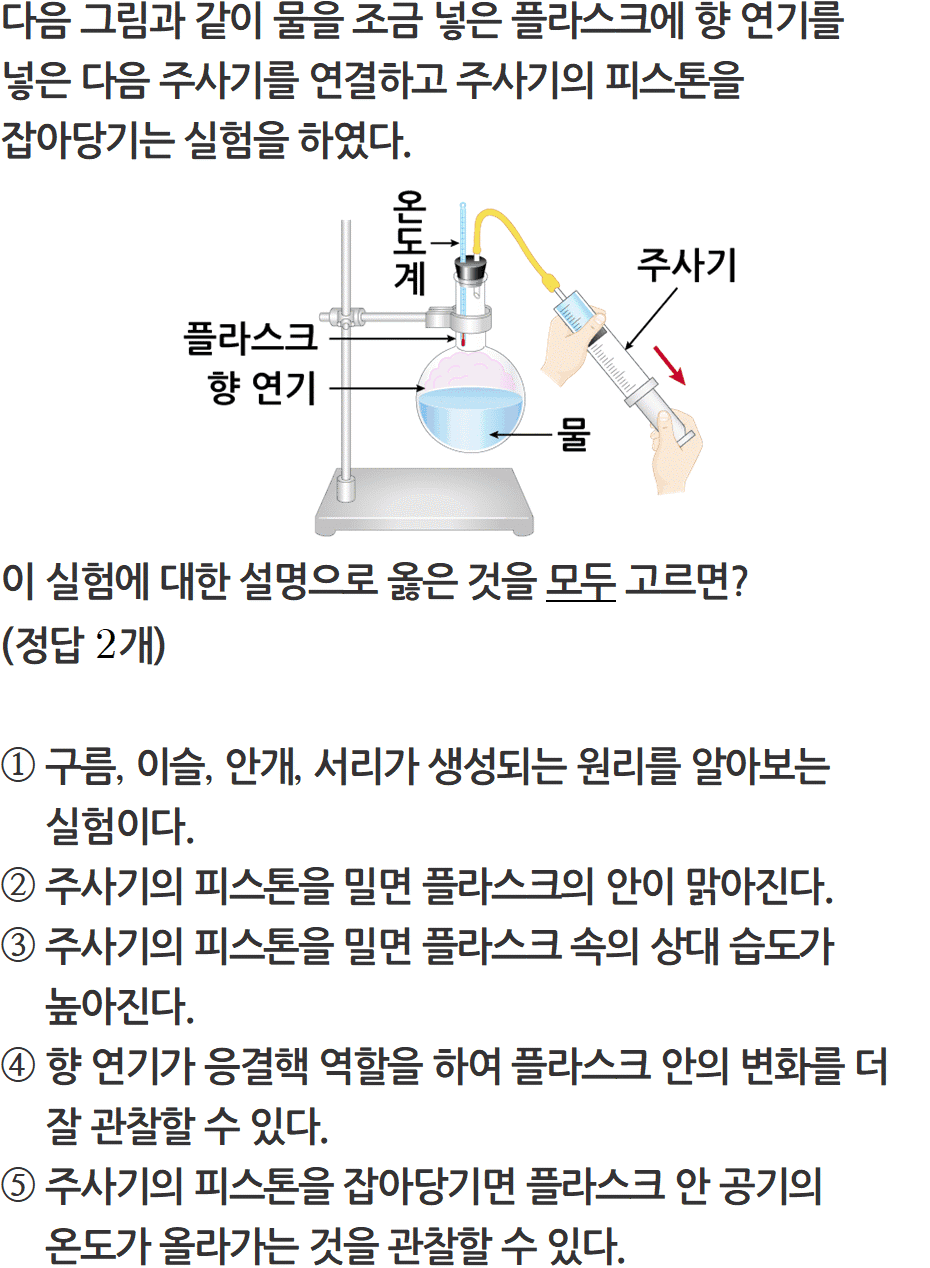 다음 그림과 같이 물을 조금 넣은 플라스크에 향 연기를
넣은 다음 주사기를 연결하고 주사기의 피스톤을
잡아당기는 실험을 하였다.
온도계
주사기
플라스크
향 연기
물
이 실험에 대한 설명으로 옳은 것을 모두 고르면?
(정답 2개)
① 구름, 이슬, 안개, 서리가 생성되는 원리를 알아보는
실험이다.
② 주사기의 피스톤을 밀면 플라스크의 안이 맑아진다.
③ 주사기의 피스톤을 밀면 플라스크 속의 상대 습도가
높아진다.
④ 향 연기가 응결핵 역할을 하여 플라스크 안의 변화를 더
잘 관찰할 수 있다.
⑤ 주사기의 피스톤을 잡아당기면 플라스크 안 공기의
온도가 올라가는 것을 관찰할 수 있다.